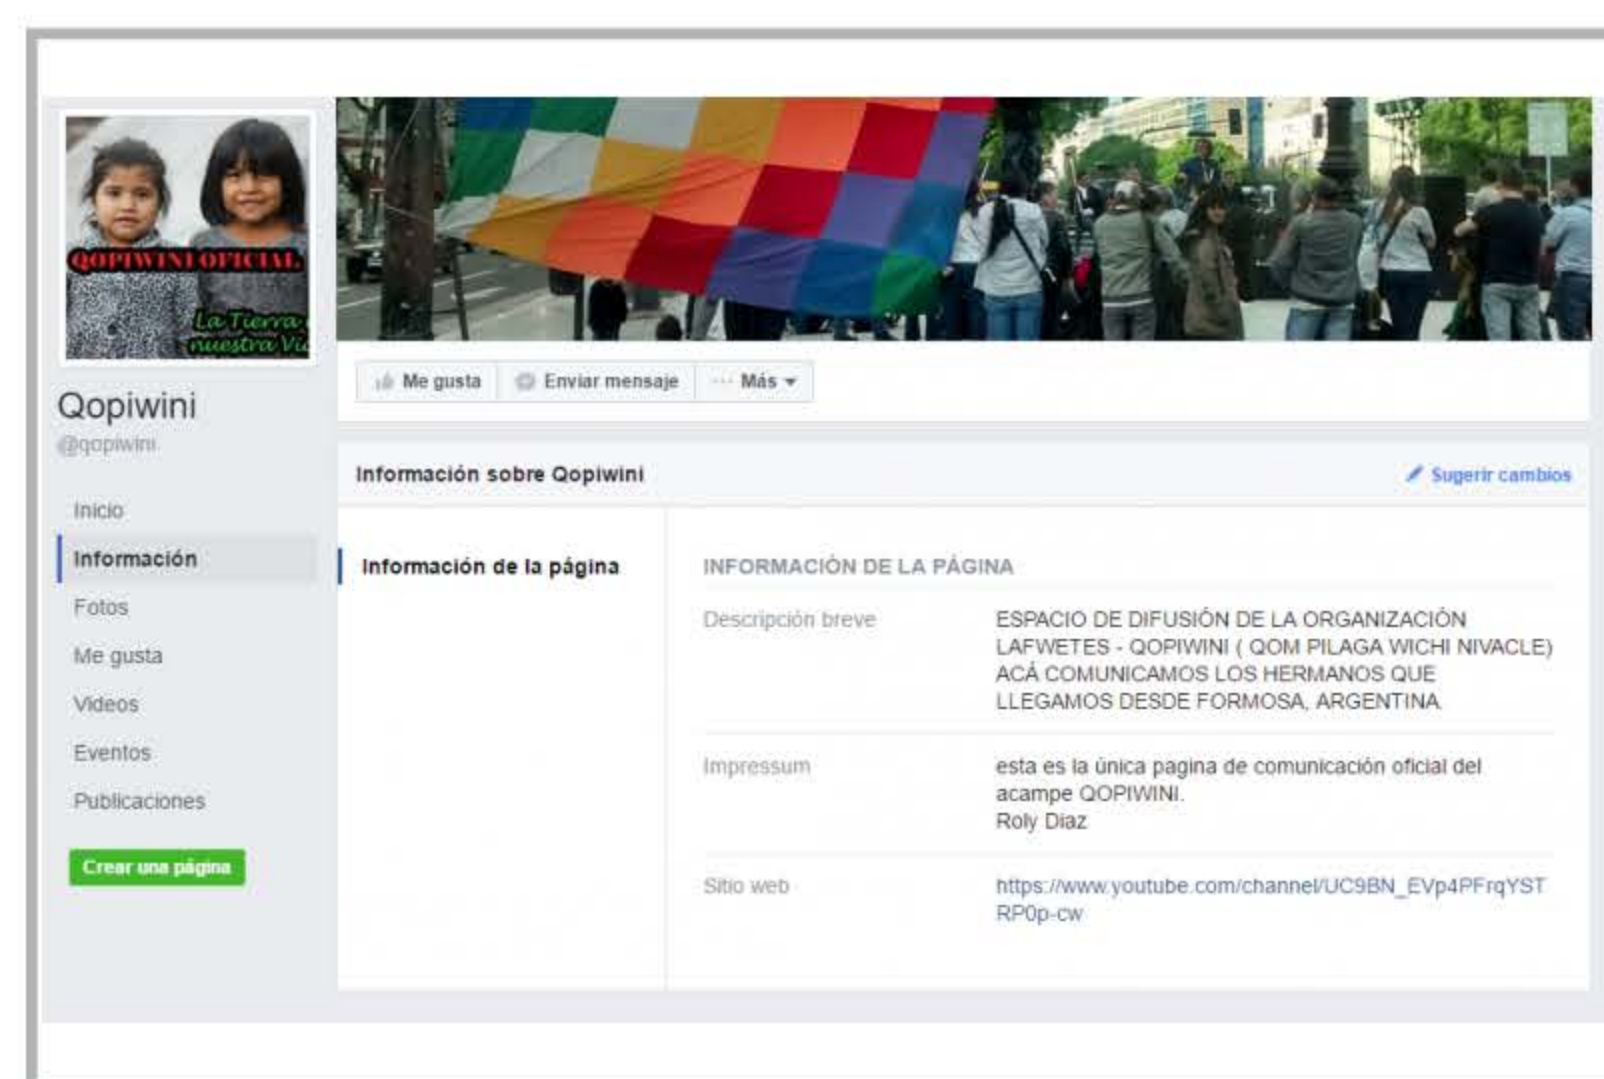 QOPIWINI OFICIAL
La Tierra
nuestra Vi
Qopiwini
@qopiwini
Inicio
Información
Fotos
Me gusta
Videos
Eventos
Publicaciones
Crear una página
Me gusta
Enviar mensaje
··· Más
Información sobre Qopiwini
Sugerir cambios
Información de la página
INFORMACIÓN DE LA PÁGINA
Descripción breve
ESPACIO DE DIFUSIÓN DE LA ORGANIZACIÓN
LAFWETES - QOPIWINI ( QOM PILAGA WICHI NIVACLE)
ACÁ COMUNICAMOS LOS HERMANOS QUE
LLEGAMOS DESDE FORMOSA, ARGENTINA.
Impressum
esta es la única pagina de comunicación oficial del
acampe QOPIWINI.
Roly Diaz
Sitio web
https://www.youtube.com/channel/UC9BN_EVp4PFrqYST
RP0p-cw